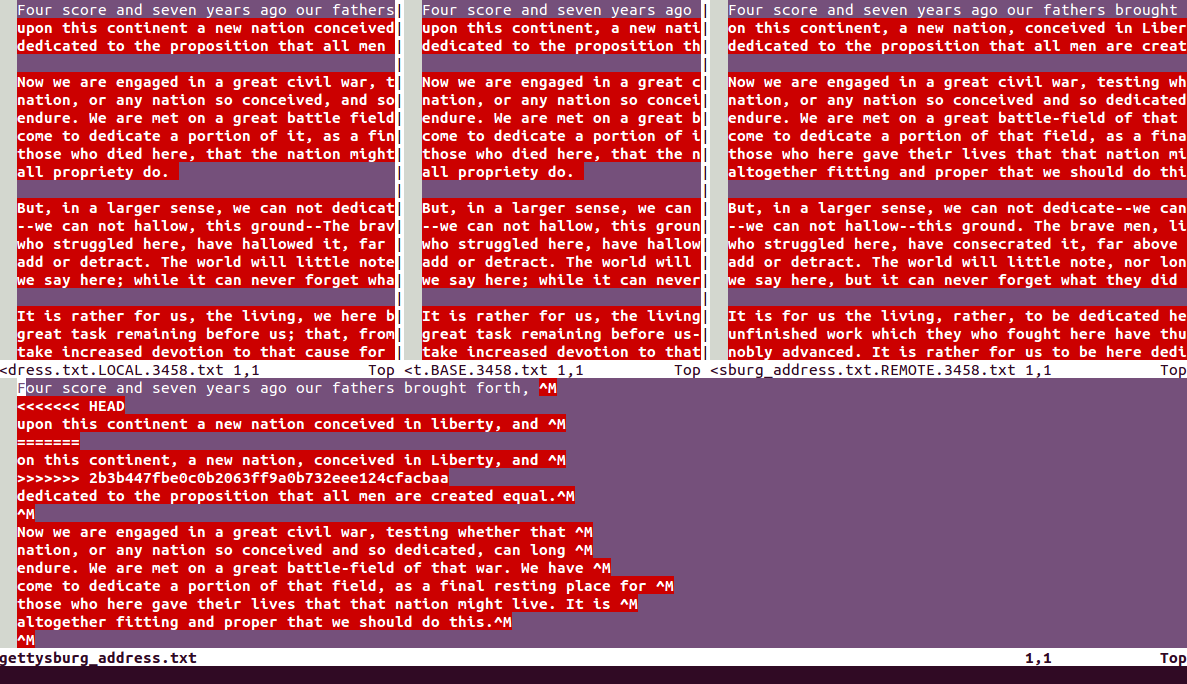 Four score and seven years ago our fathers
upon this continent a new nation conceived
dedicated to the proposition that all men
Now we are engaged in a great civil war, t
nation, or any nation so conceived, and so
endure. We are met on a great battle field
come to dedicate a portion of it, as a fin
those who died here, that the nation might
all propriety do.
But, in a larger sense, we can not dedicat
--we can not hallow, this ground--The brav
who struggled here, have hallowed it, far
add or detract. The world will little note
we say here; while it can never forget wha
It is rather for us, the living, we here b
great task remaining before us; that, from
take increased devotion to that cause for
<dress.txt.LOCAL.3458.txt 1,1 Top
Four score and seven years ago
upon this continent, a new nati
dedicated to the proposition th
Now we are engaged in a great c
nation, or any nation so concei
endure. We are met on a great b
come to dedicate a portion of i
those who died here, that the n
all propriety do.
But, in a larger sense, we can
--we can not hallow, this groun
who struggled here, have hallow
add or detract. The world will
we say here; while it can never
It is rather for us, the living
great task remaining before us-
take increased devotion to that
<t.BASE.3458.txt 1,1 Top
Four score and seven years ago our fathers brought
on this continent, a new nation, conceived in Liber
dedicated to the proposition that all men are creat
Now we are engaged in a great civil war, testing wh
nation, or any nation so conceived and so dedicated
endure. We are met on a great battle-field of that
come to dedicate a portion of that field, as a fina
those who here gave their lives that that nation mi
altogether fitting and proper that we should do thi
But, in a larger sense, we can not dedicate--we can
--we can not hallow--this ground. The brave men, li
who struggled here, have consecrated it, far above
add or detract. The world will little note, nor lon
we say here, but it can never forget what they did
It is for us the living, rather, to be dedicated he
unfinished work which they who fought here have thu
nobly advanced. It is rather for us to be here dedi
<sburg_address.txt.REMOTE.3458.txt 1,1 Top
Four score and seven years ago our fathers brought forth, ^M
<<<<<<< HEAD
upon this continent a new nation conceived in liberty, and ^M
=======
on this continent, a new nation, conceived in Liberty, and ^M
>>>>>>> 2b3b447fbe0c0b2063ff9a0b732eee124cfacbaa
dedicated to the proposition that all men are created equal.^M
^M
Now we are engaged in a great civil war, testing whether that ^M
nation, or any nation so conceived and so dedicated, can long ^M
endure. We are met on a great battle-field of that war. We have ^M
come to dedicate a portion of that field, as a final resting place for ^M
those who here gave their lives that that nation might live. It is ^M
altogether fitting and proper that we should do this.^M
^M
gettysburg_address.txt 1,1 Top